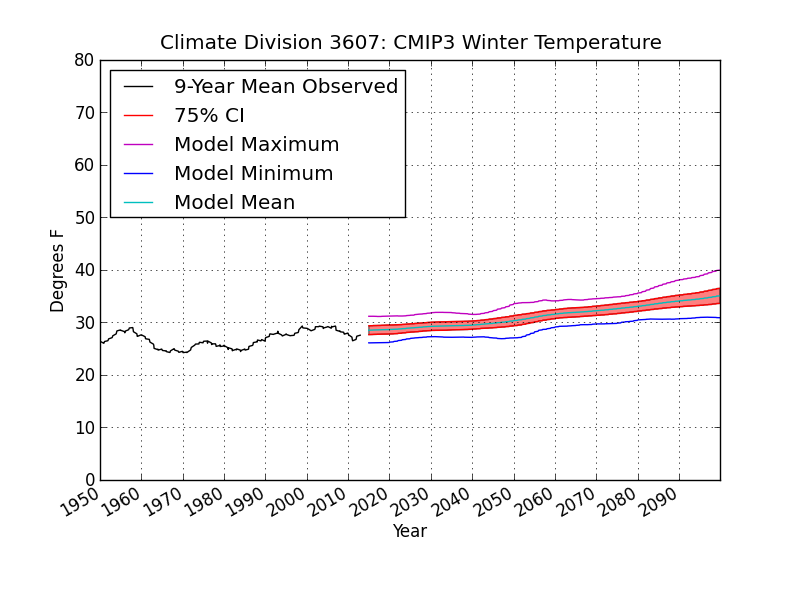 Climate Division 3607: CMIP3 Winter Temperature
80
70
60
50
40
30
20
10
0
Degrees F
9-Year Mean Observed
75% CI
Model Maximum
Model Minimum
Model Mean
1950 1960 1970 1980 1990 2000 2010 2020 2030 2040 2050 2060 2070 2080 2090
Year